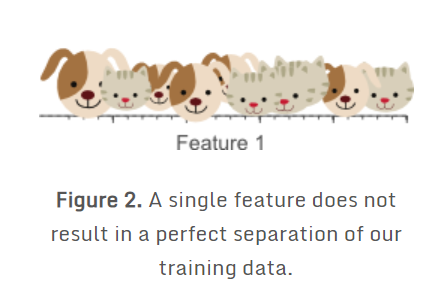 Feature 1
Figure 2. A single feature does not
result in a perfect separation of our
training data.